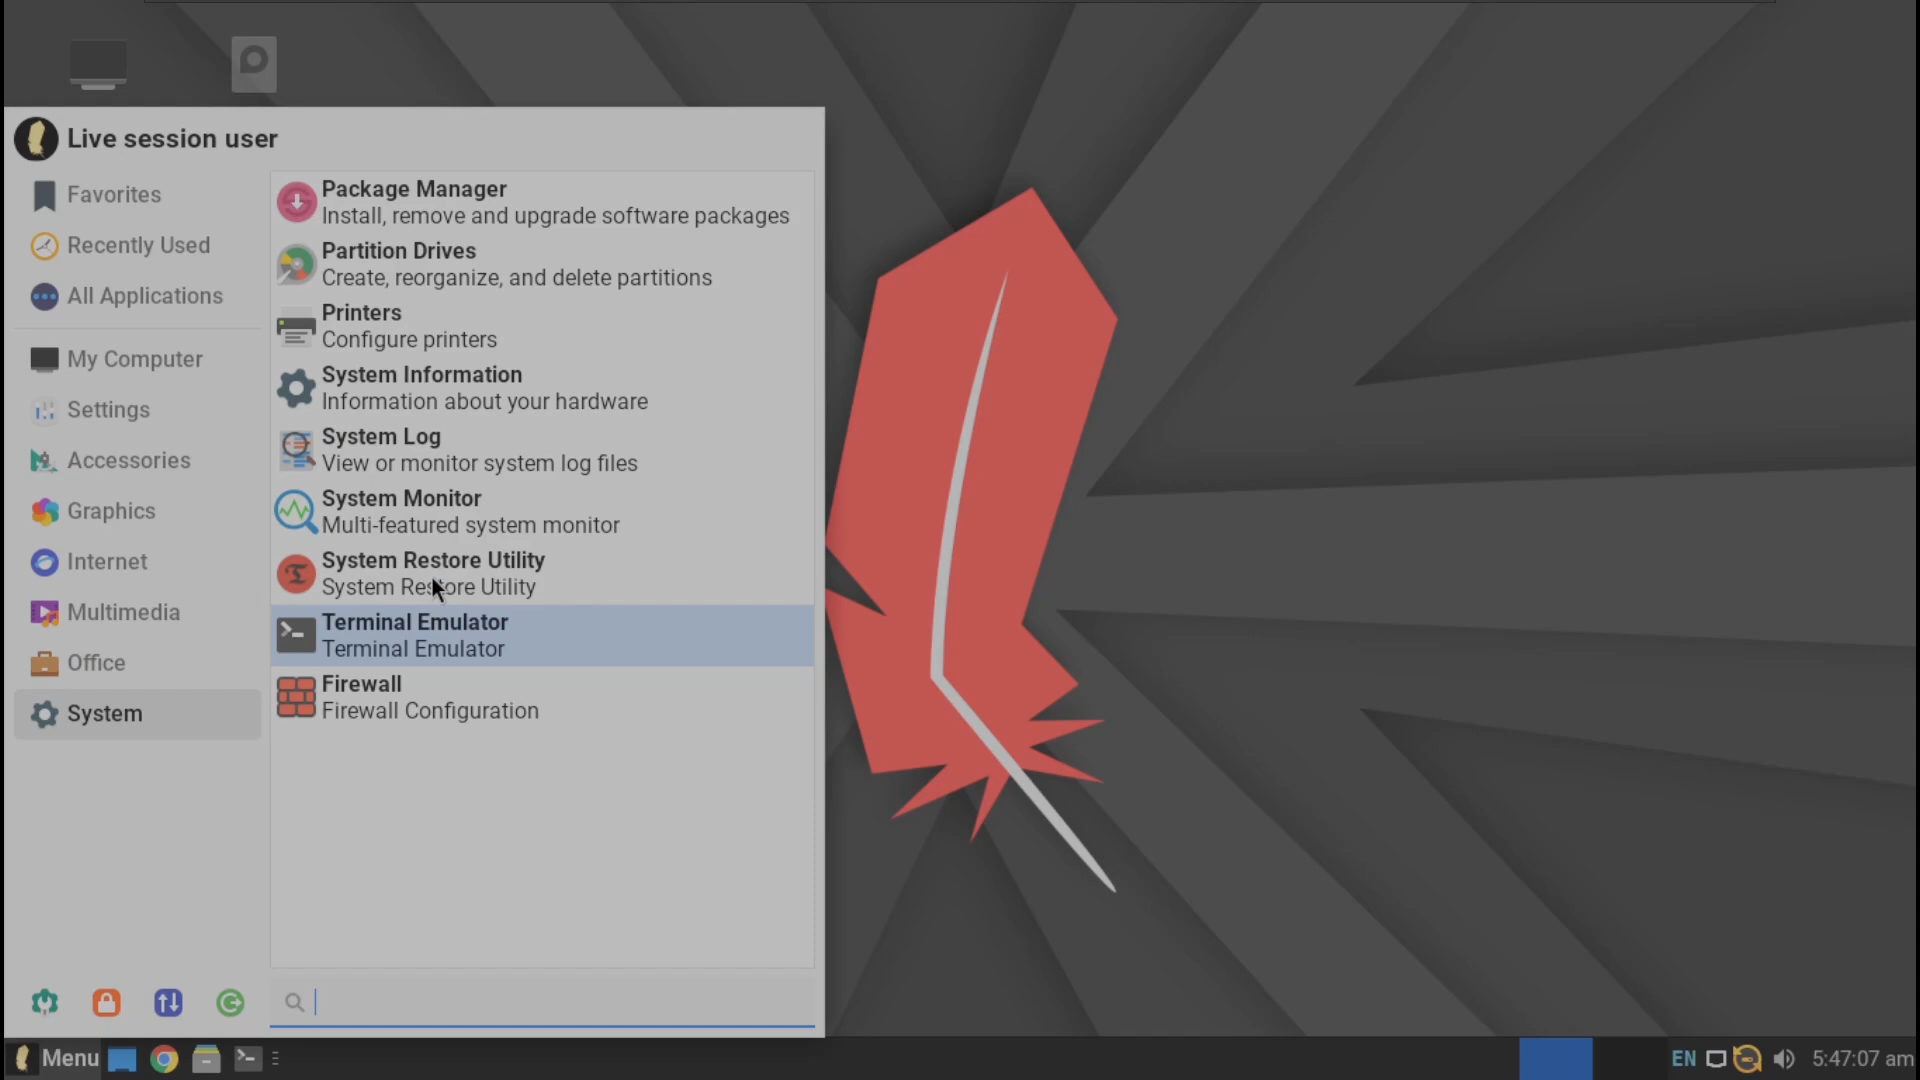 Live session user
Favorites
Recently Used
All Applications
My Computer
Settings
Accessories
Graphics
Internet
Multimedia
Office
System
Package Manager
Install, remove and upgrade software packages
Partition Drives
Create, reorganize, and delete partitions
Printers
Configure printers
System Information
Information about your hardware
System Log
View or monitor system log files
System Monitor
Multi-featured system monitor
System Restore Utility
System Restore Utility
Terminal Emulator
Terminal Emulator
Firewall
Firewall Configuration
Menu
EN
5:47:07 am